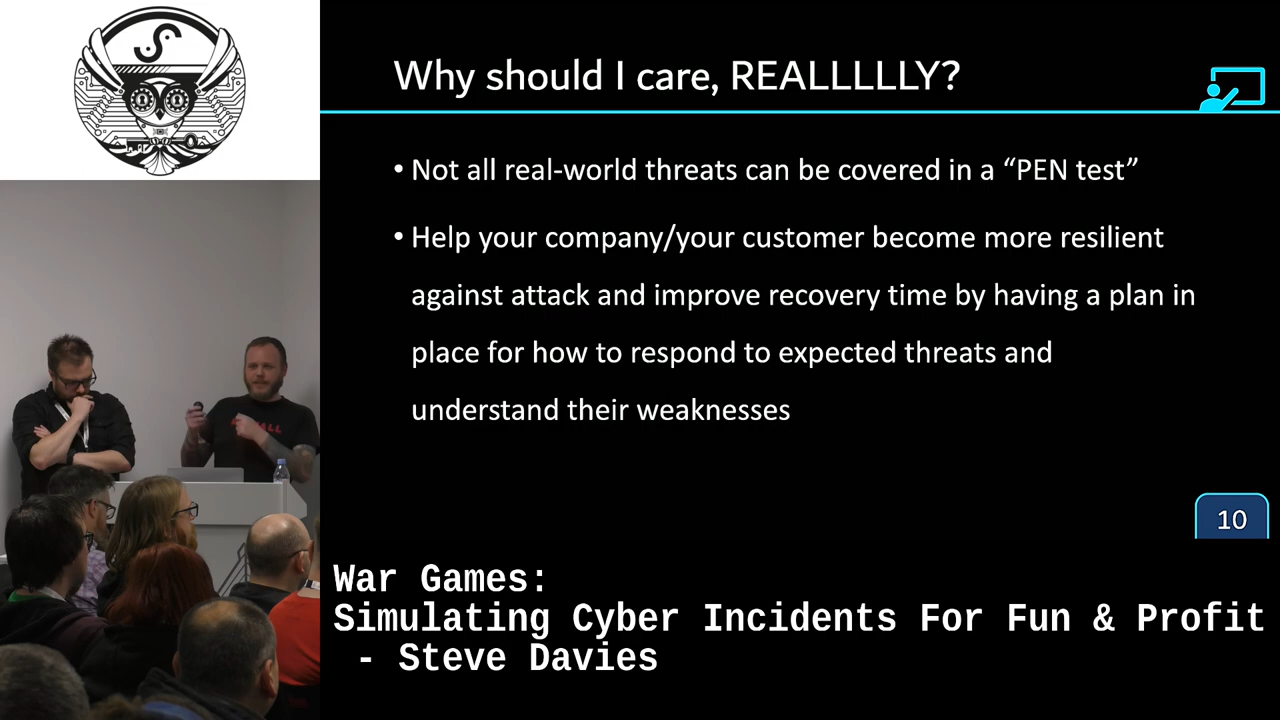 Why should I care, REALLLLLLY?
• Not all real-world threats can be covered in a “PEN test”
• Help your company/your customer become more resilient
against attack and improve recovery time by having a plan in
place for how to respond to expected threats and
understand their weaknesses
10
War Games:
Simulating Cyber Incidents For Fun & Profit
- Steve Davies